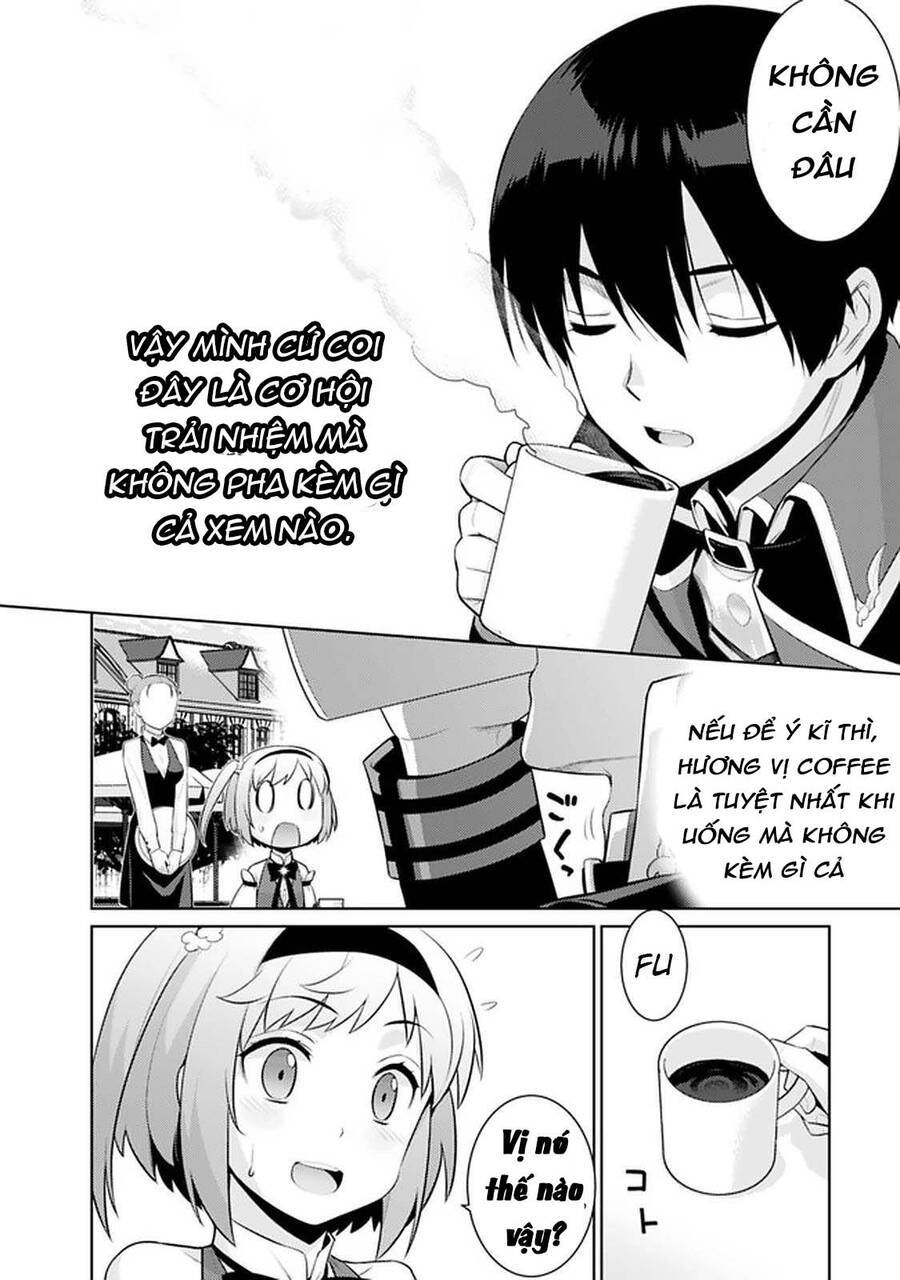 KHÔNG
CẦN
ĐÂU
VẬY MÌNH CỨ COI
ĐÂY LÀ CƠ HỘI
TRẢI NHIỆM MÀ
KHÔNG PHA KÈM GÌ
CẢ XEM NÀO.
NẾU ĐỂ Ý KĨ THÌ,
HƯƠNG VỊ COFFEE
LÀ TUYỆT NHẤT KHI
UỐNG MÀ KHÔNG
KÈM GÌ CẢ
FU
コト
Vị nó
thế nào
vậy?